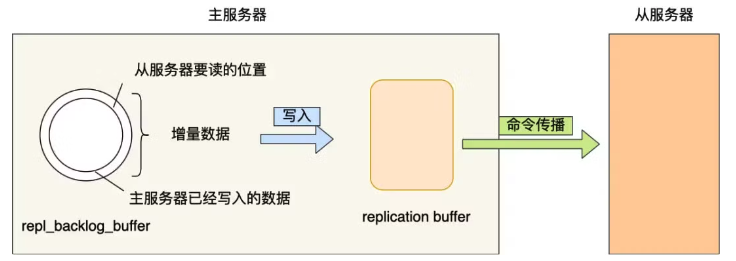 主服务器
从服务器
从服务器要读的位置
写入
命令传播
增量数据
主服务器已经写入的数据
replication buffer
repl_backlog_buffer